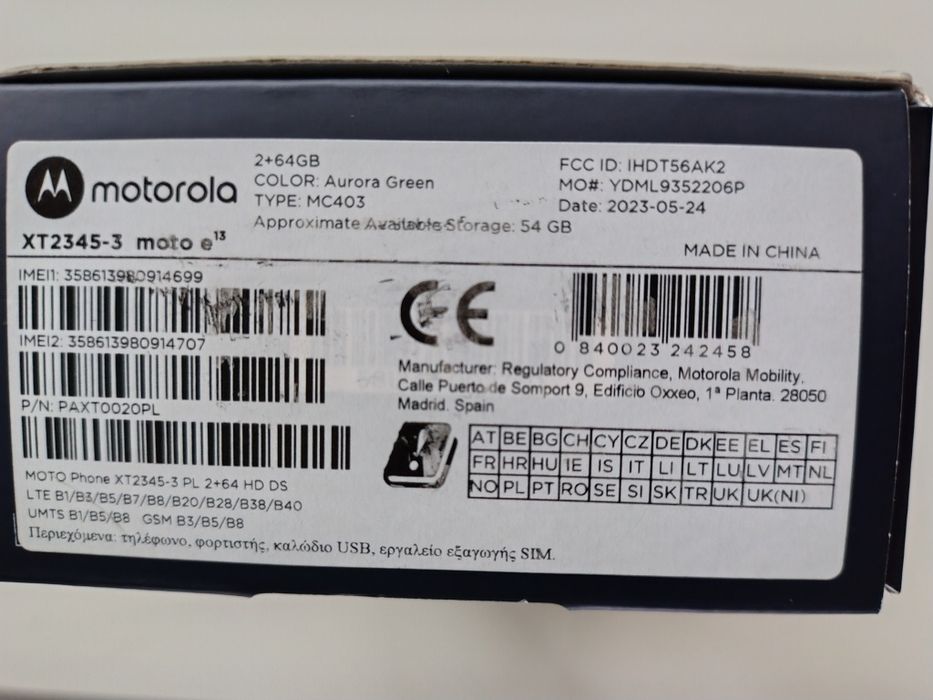 motorola
2+64GB
COLOR: Aurora Green
TYPE: MC403
Approximate Available Storage: 54 GB
FCC ID: IHDT56AK2
MO#: YDML9352206P
Date: 2023-05-24
XT2345-3 moto e13
MADE IN CHINA
IMEI1: 358613980914699
IMEI2: 358613980914707
P/N: PAXT0020PL
CE
0 840023 242458
Manufacturer: Regulatory Compliance, Motorola Mobility,
Calle Puerto de Somport 9, Edificio Oxxeo, 1ª Planta. 28050
Madrid. Spain
AT BE BG CH CY CZ DE DK EE EL ES FI
FR HR HU IE IS IT LI LT LU LV MT NL
NO PL PT RO SE SI SK TR UK UK(NI)
MOTO Phone XT2345-3 PL 2+64 HD DS
LTE B1/B3/B5/B7/B8/B20/B28/B38/B40
UMTS B1/B5/B8 GSM B3/B5/B8
Περιεχόμενα: τηλέφωνο, φορτιστής, καλώδιο USB, εργαλείο εξαγωγής SIM.